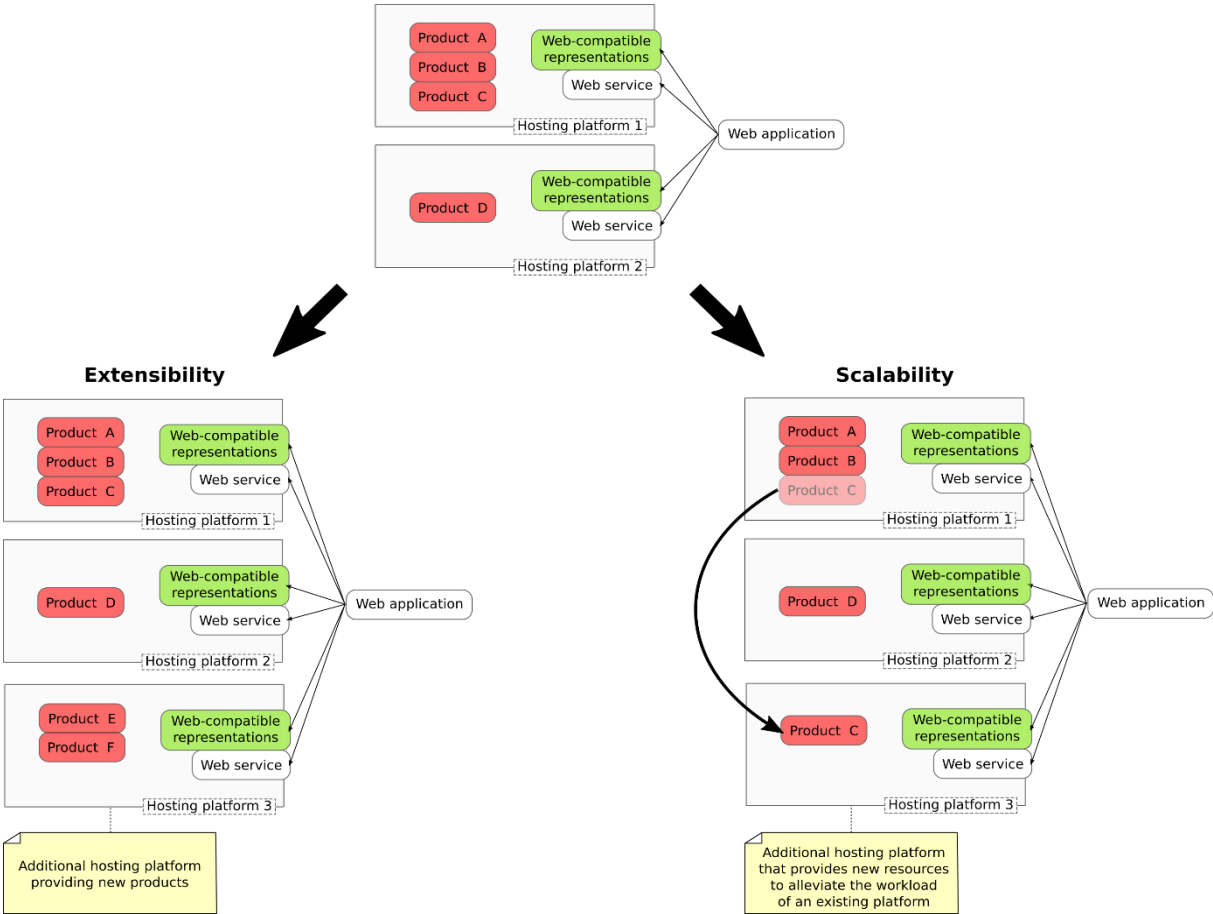 Product A
Product B
Product C
Web-compatible
representations
Web service
Hosting platform 1
Web application
Product D
Web-compatible
representations
Web service
Hosting platform 2
Extensibility
Product A
Product B
Product C
Web-compatible
representations
Web service
Hosting platform 1
Product D
Web-compatible
representations
Web service
Hosting platform 2
Web application
Product E
Product F
Web-compatible
representations
Web service
Hosting platform 3
Additional hosting platform
providing new products
Scalability
Product A
Product B
Product C
Web-compatible
representations
Web service
Hosting platform 1
Product D
Web-compatible
representations
Web service
Hosting platform 2
Web application
Product C
Web-compatible
representations
Web service
Hosting platform 3
Additional hosting platform
that provides new resources
to alleviate the workload
of an existing platform